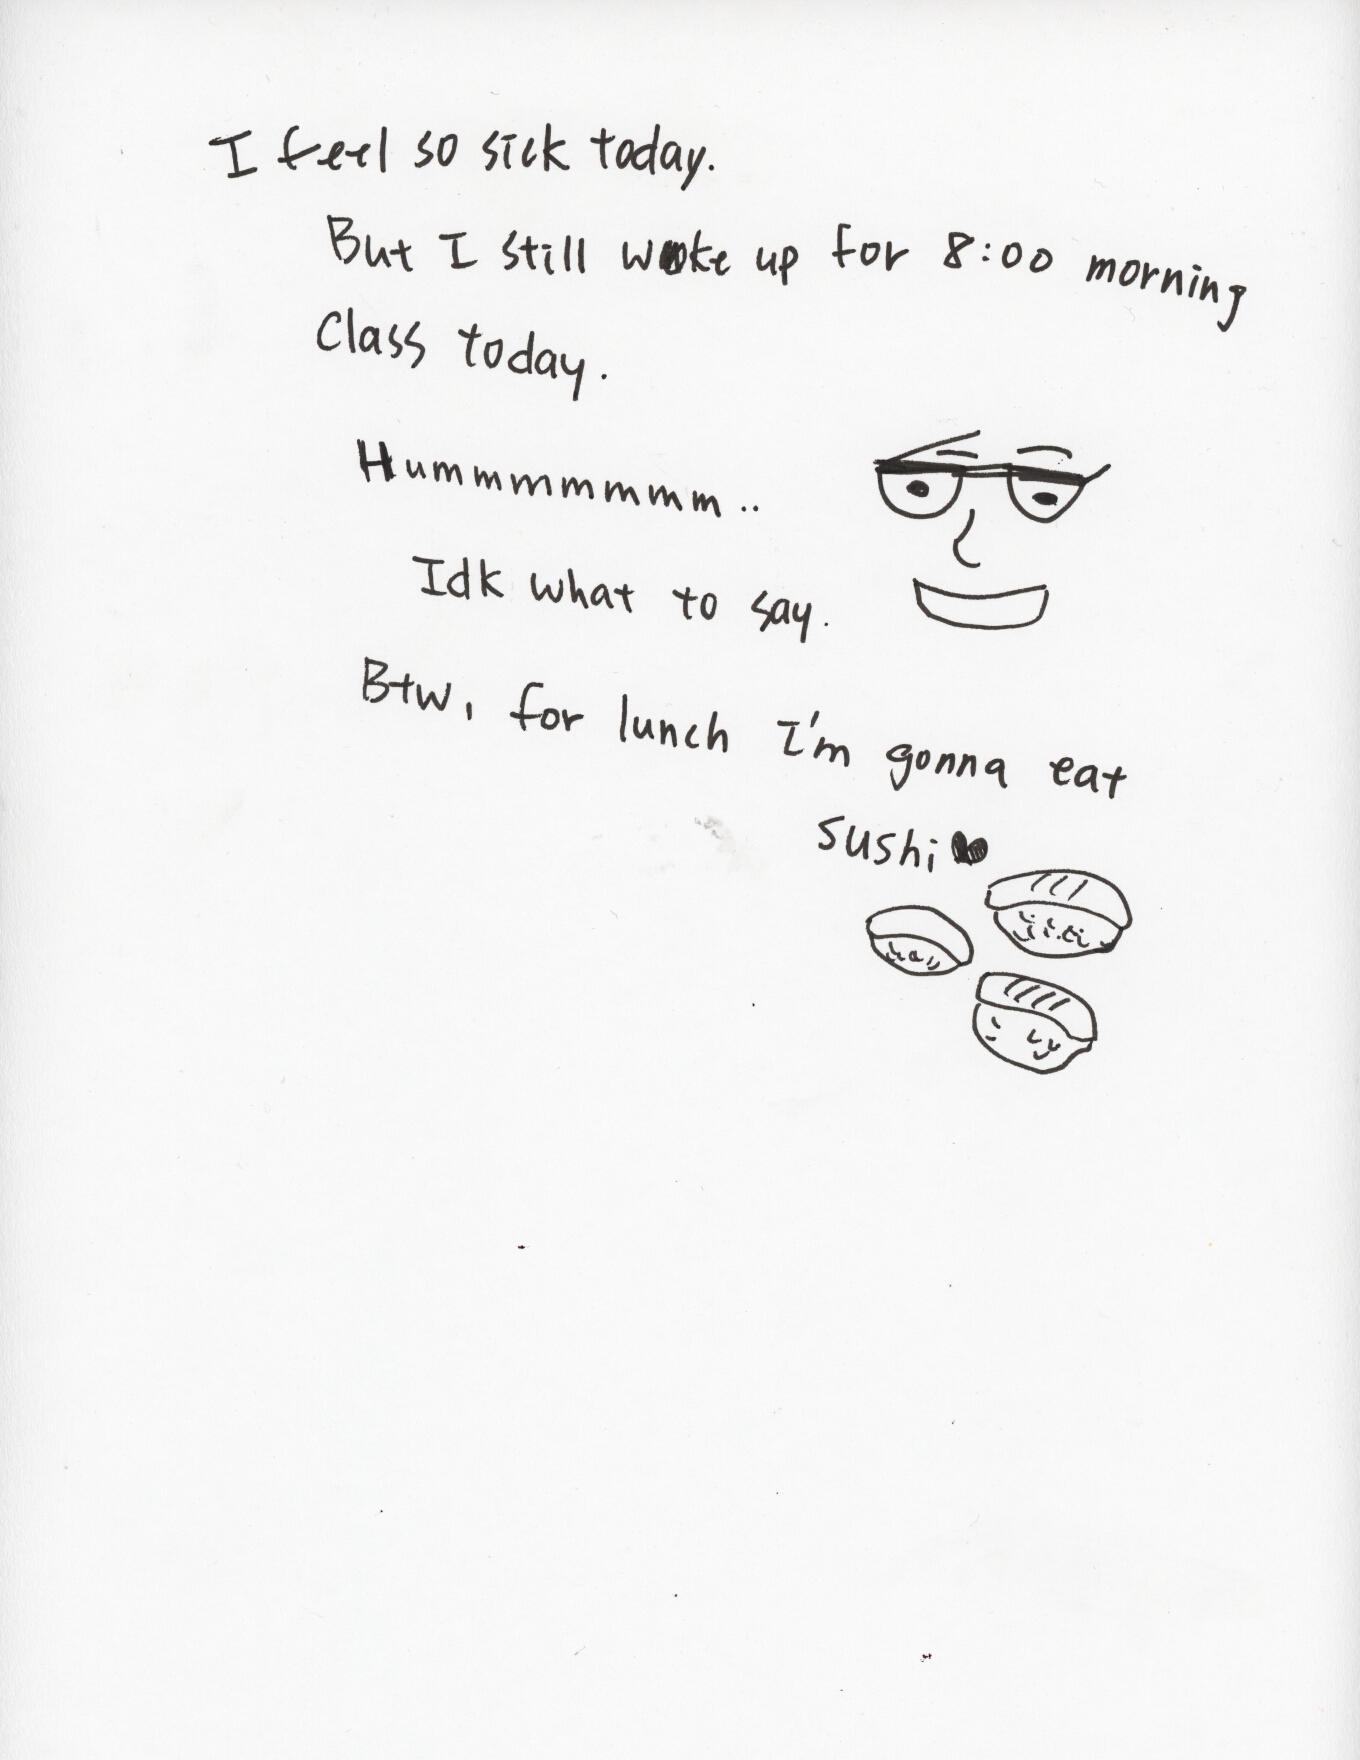 I feel so sick today.
But I still woke up for 8:00 morning
Class today.
Hummmmmmm..
Idk what to say.
Btw, for lunch I'm gonna eat
sushi♥